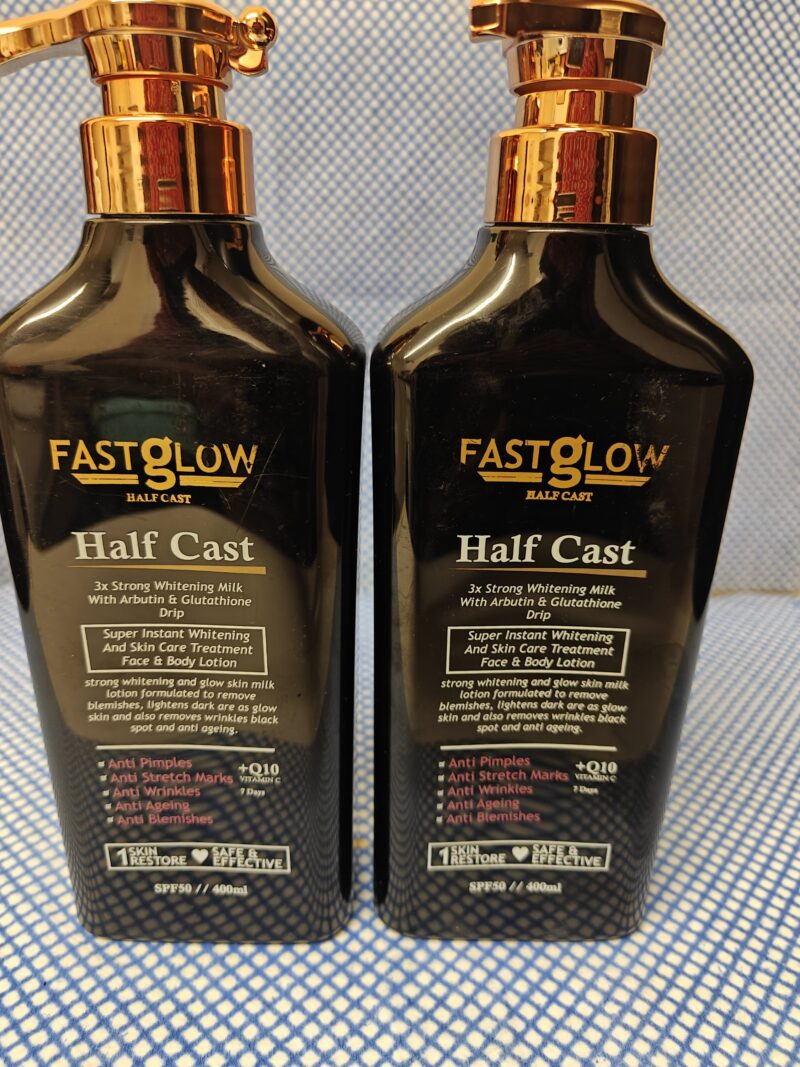 FASTgLOW
HALF CAST
Half Cast
3x Strong Whitening Milk
With Arbutin & Glutathione
Drip
Super Instant Whitening
And Skin Care Treatment
Face & Body Lotion
strong whitening and glow skin milk
lotion formulated to remove
blemishes, lightens dark are as glow
skin and also removes wrinkles black
spot and anti ageing.
Anti Pimples
Anti Stretch Marks
Anti Wrinkles
Anti Ageing
Anti Blemishes
+Q10
VITAMIN C
7 Days
1 SKIN RESTORE SAFE & EFFECTIVE
SPF50 // 400ml
FASTgLOW
HALF CAST
Half Cast
3x Strong Whitening Milk
With Arbutin & Glutathione
Drip
Super Instant Whitening
And Skin Care Treatment
Face & Body Lotion
strong whitening and glow skin milk
lotion formulated to remove
blemishes, lightens dark are as glow
skin and also removes wrinkles black
spot and anti ageing.
Anti Pimples
Anti Stretch Marks
Anti Wrinkles
Anti Ageing
Anti Blemishes
+Q10
VITAMIN C
7 Days
1 SKIN RESTORE SAFE & EFFECTIVE
SPF50 // 400ml